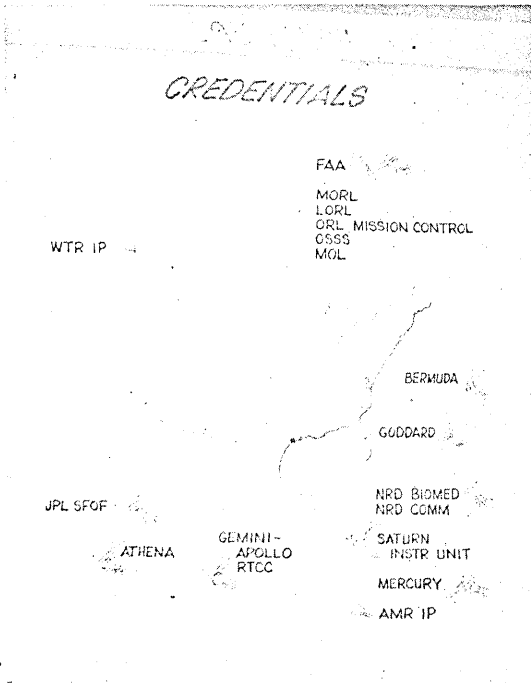 CREDENTIALS
FAA
MORL
LORL
ORL MISSION CONTROL
OSSS
MOL
WTR IP
BERMUDA
GODDARD
NRD BIOMED
NRD COMM
JPL SFOF
ATHENA
GEMINI-
APOLLO
RTCC
SATURN
INSTR UNIT
MERCURY
AMR IP